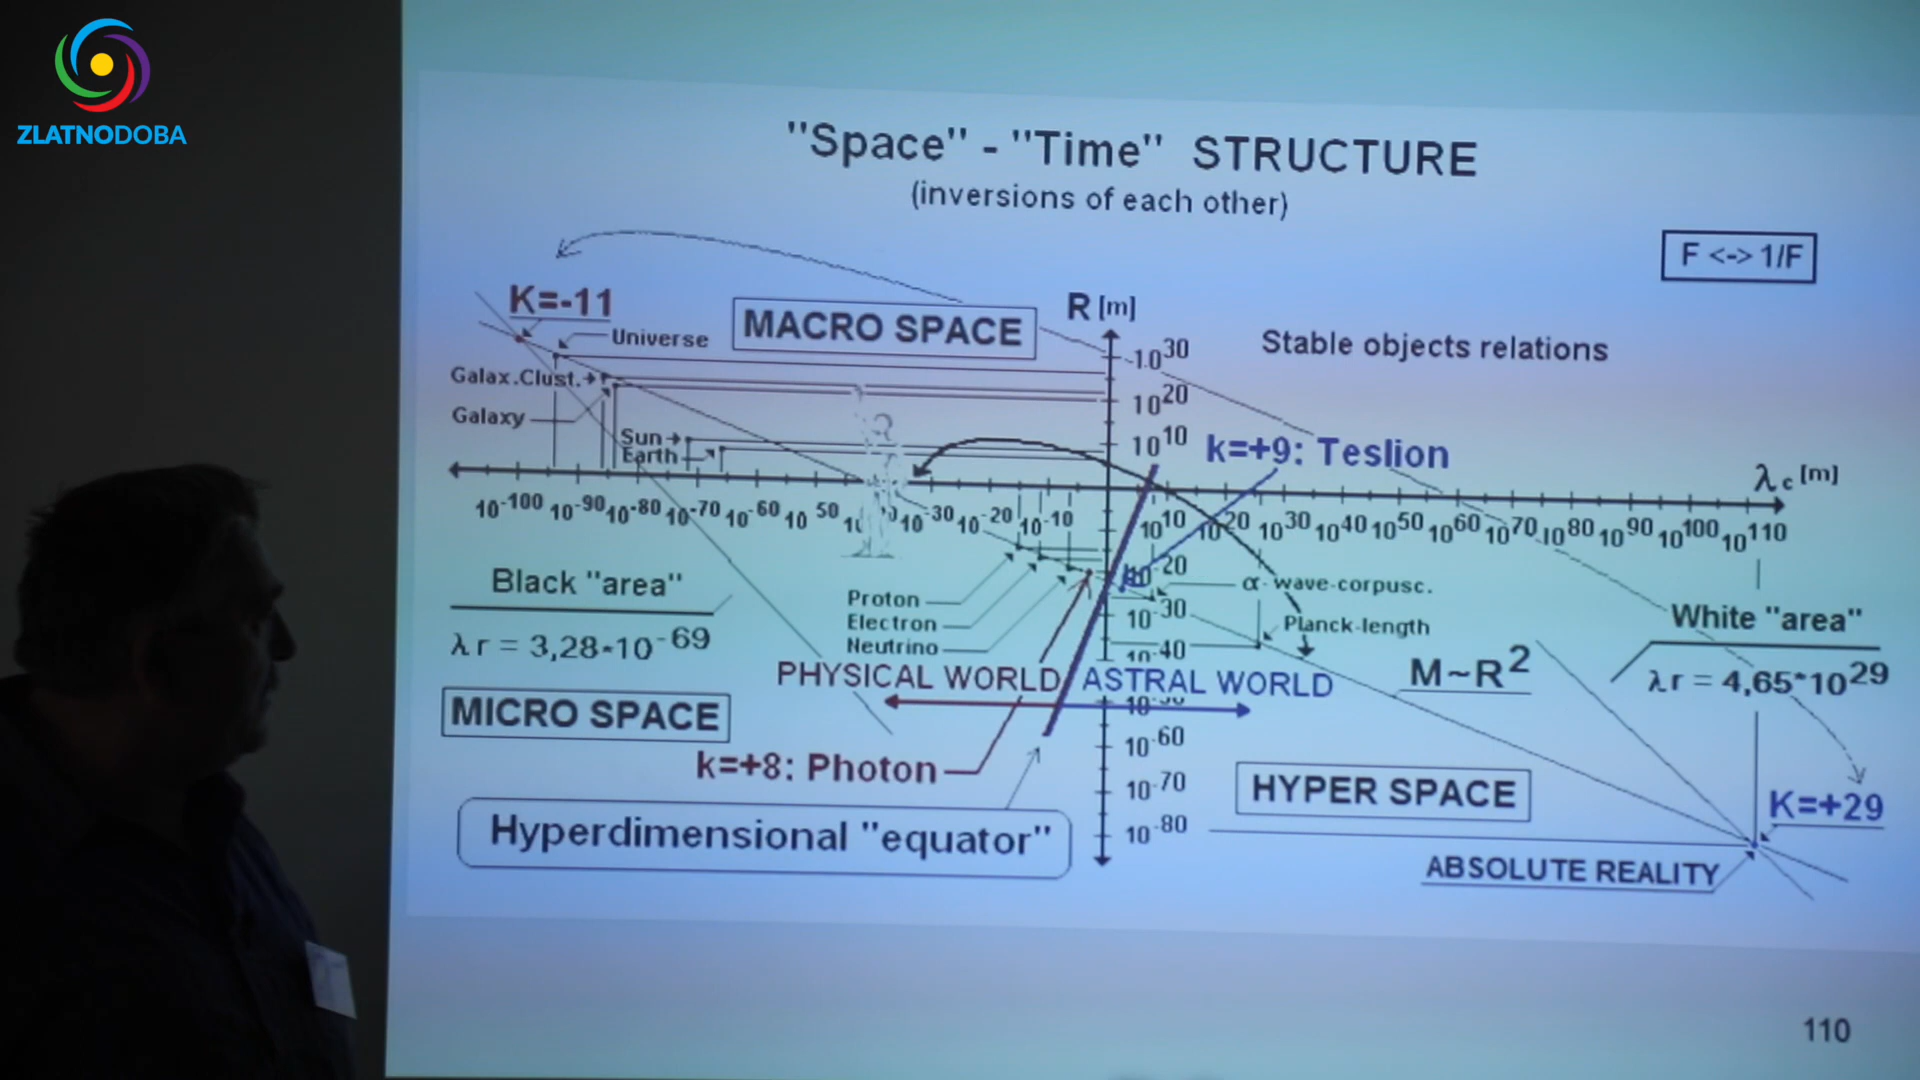 ZLATNODOBA
"Space" - "Time" STRUCTURE
(inversions of each other)
F <-> 1/F
K=-11
MACRO SPACE
R [m]
Universe
Stable objects relations
10^30
Galax.Clust.
10^20
Galaxy
Sun
10^10
k=+9: Teslion
Earth
λc [m]
10^-100 10^-90 10^-80 10^-70 10^-60 10^50 10^-30 10^-20 10^-10 10^10 10^20 10^30 10^40 10^50 10^60 10^70 10^80 10^90 10^100 10^110
Black "area"
10^-20
α-wave-corpusc.
Proton
10^-30
White "area"
Electron
Planck-length
λr = 3,28*10^-69
Neutrino
10^-40
M~R^2
λr = 4,65*10^29
PHYSICAL WORLD
ASTRAL WORLD
MICRO SPACE
10^-60
k=+8: Photon
10^-70
HYPER SPACE
K=+29
Hyperdimensional "equator"
10^-80
ABSOLUTE REALITY
110